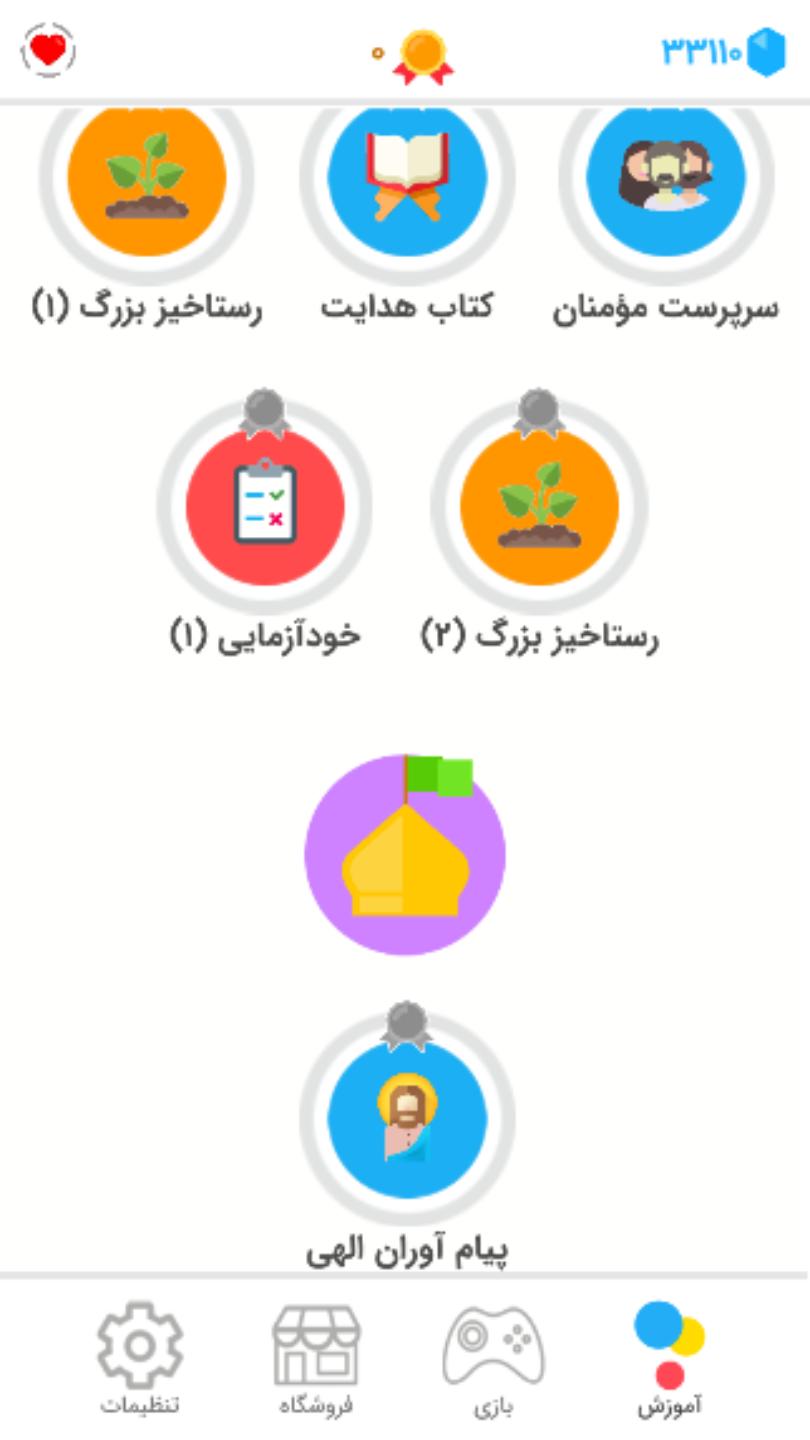 ۳۳۱۱۰
۰
سرپرست مؤمنان
کتاب هدایت
رستاخیز بزرگ (۱)
رستاخیز بزرگ (۲)
خودآزمایی (۱)
پیام آوران الهی
آموزش
بازی
فروشگاه
تنظیمات